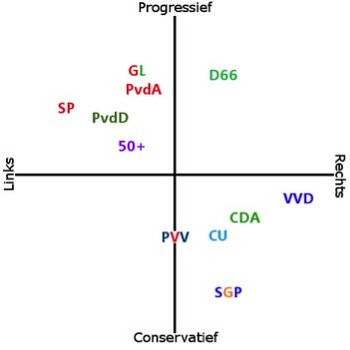 Progressief
GL
D66
PvdA
SP
PvdD
50+
Links
Rechts
VVD
CDA
PVV
CU
SGP
Conservatief